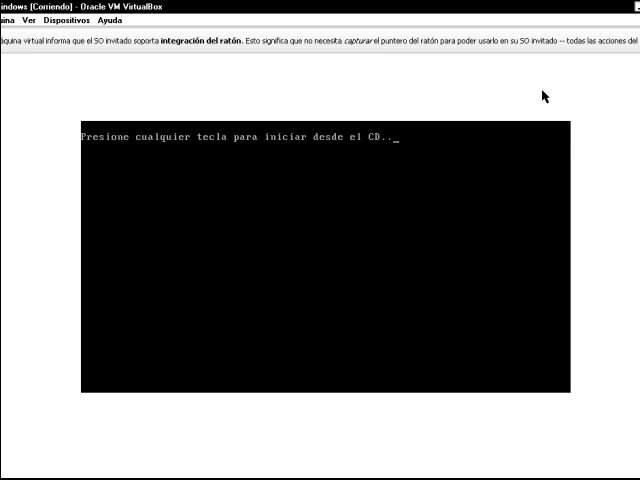 indows [Corriendo] - Oracle VM VirtualBox
uina Ver Dispositivos Ayuda
áquina virtual informa que el SO invitado soporta integración del ratón. Esto significa que no necesita capturar el puntero del ratón para poder usarlo en su SO invitado -- todas las acciones del
Presione cualquier tecla para iniciar desde el CD.._